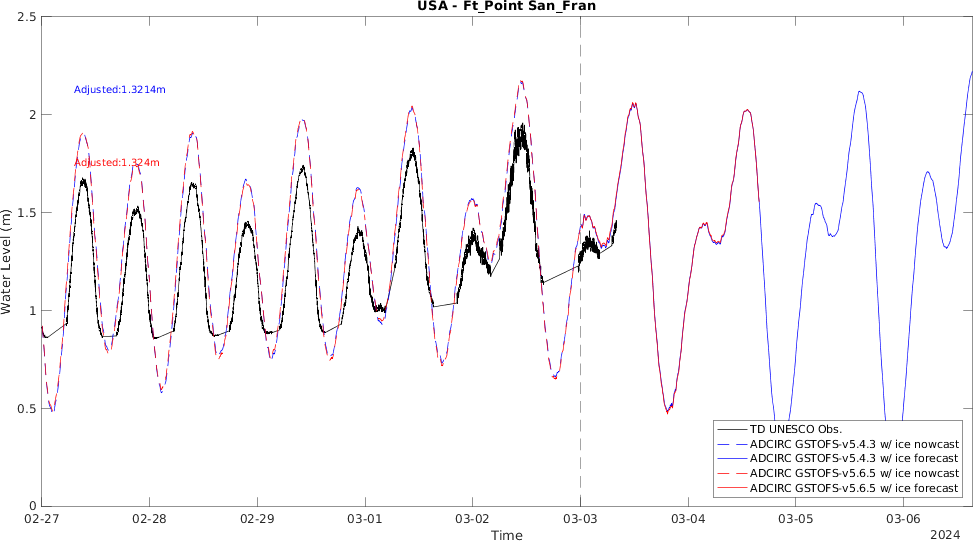 USA - Ft_Point San_Fran
2.5
2
1.5
1
0.5
0
Water Level (m)
Adjusted:1.3214m
Adjusted:1.324m
TD UNESCO Obs.
ADCIRC GSTOFS-v5.4.3 w/ ice nowcast
ADCIRC GSTOFS-v5.4.3 w/ ice forecast
ADCIRC GSTOFS-v5.6.5 w/ ice nowcast
ADCIRC GSTOFS-v5.6.5 w/ ice forecast
02-27 02-28 02-29 03-01 03-02 03-03 03-04 03-05 03-06
Time
2024